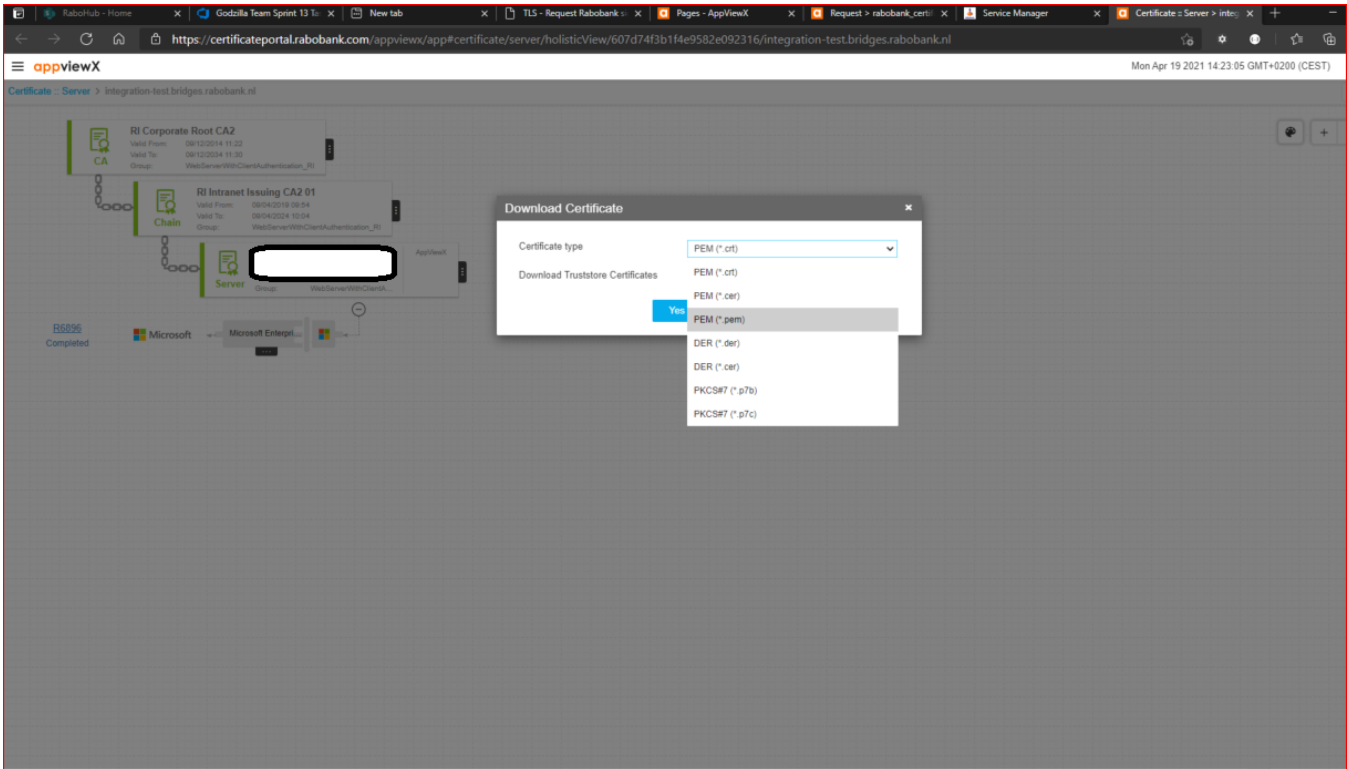 RaboHub - Home
Godzilla Team Sprint 13 Ta
New tab
TLS - Request Rabobank si
Pages - AppViewX
Request > rabobank_certif
Service Manager
Certificate :: Server > integ
https://certificateportal.rabobank.com/appviewx/app#certificate/server/holisticView/607d74f3b1f4e9582e092316/integration-test.bridges.rabobank.nl
appviewX
Mon Apr 19 2021 14:23:05 GMT+0200 (CEST)
Certificate :: Server > integration-test.bridges.rabobank.nl
RI Corporate Root CA2
Valid From: 09/12/2014 11:22
Valid To: 09/12/2034 11:30
Group: WebServerWithClientAuthentication_RI
CA
RI Intranet Issuing CA2 01
Valid From: 09/04/2019 09:54
Valid To: 09/04/2024 10:04
Group: WebServerWithClientAuthentication_RI
Chain
AppViewX
Server
Group: WebServerWithClientA...
R6896
Completed
Microsoft
Microsoft Enterpri...
Download Certificate
Certificate type
PEM (*.crt)
Download Truststore Certificates
Yes
PEM (*.crt)
PEM (*.cer)
PEM (*.pem)
DER (*.der)
DER (*.cer)
PKCS#7 (*.p7b)
PKCS#7 (*.p7c)